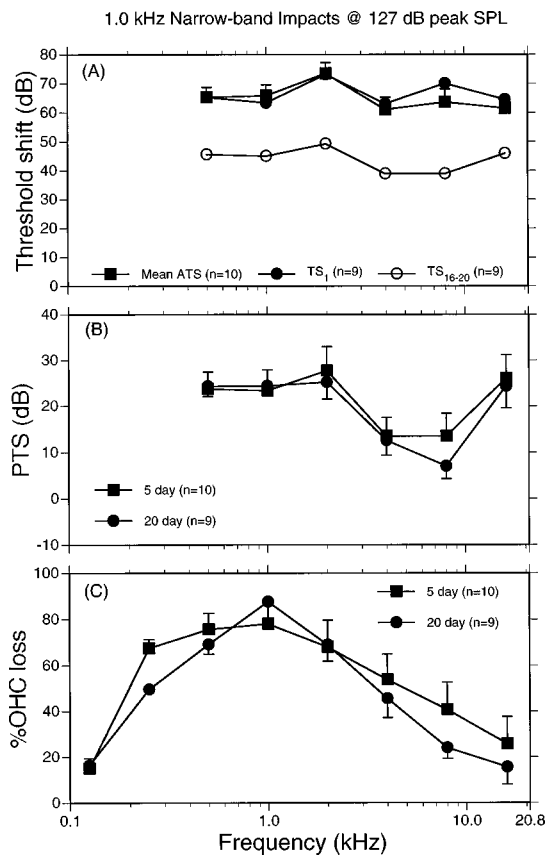 1.0 kHz Narrow-band Impacts @ 127 dB peak SPL
(A)
Threshold shift (dB)
80
70
60
50
40
30
20
10
0
Mean ATS (n=10) TS1 (n=9) TS16-20 (n=9)
(B)
PTS (dB)
40
30
20
10
0
-10
5 day (n=10)
20 day (n=9)
(C)
%OHC loss
100
80
60
40
20
0
5 day (n=10)
20 day (n=9)
0.1 1.0 10.0 20.8
Frequency (kHz)